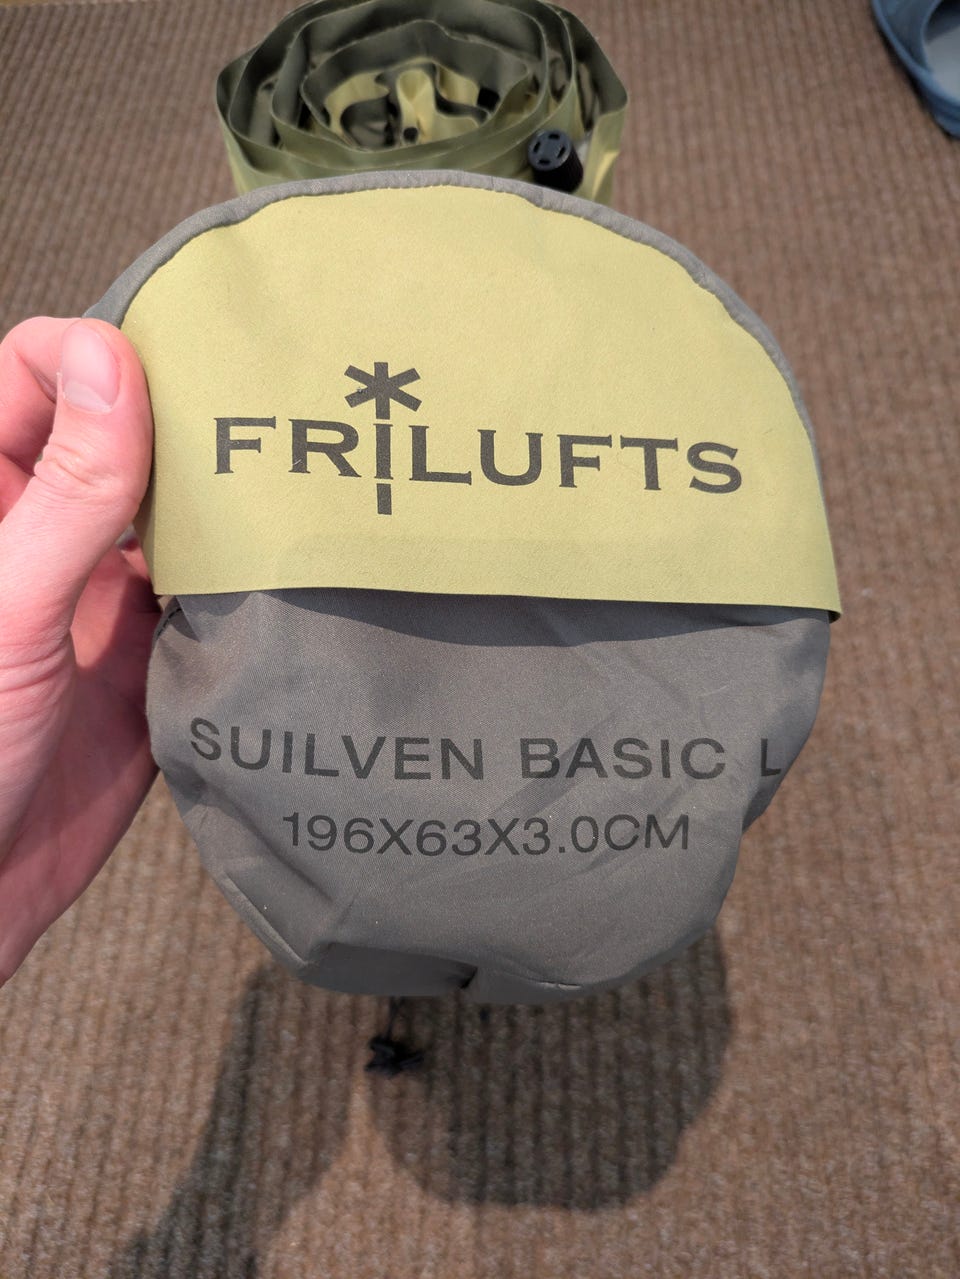 FRILUFTS
SUILVEN BASIC L
196X63X3.0CM